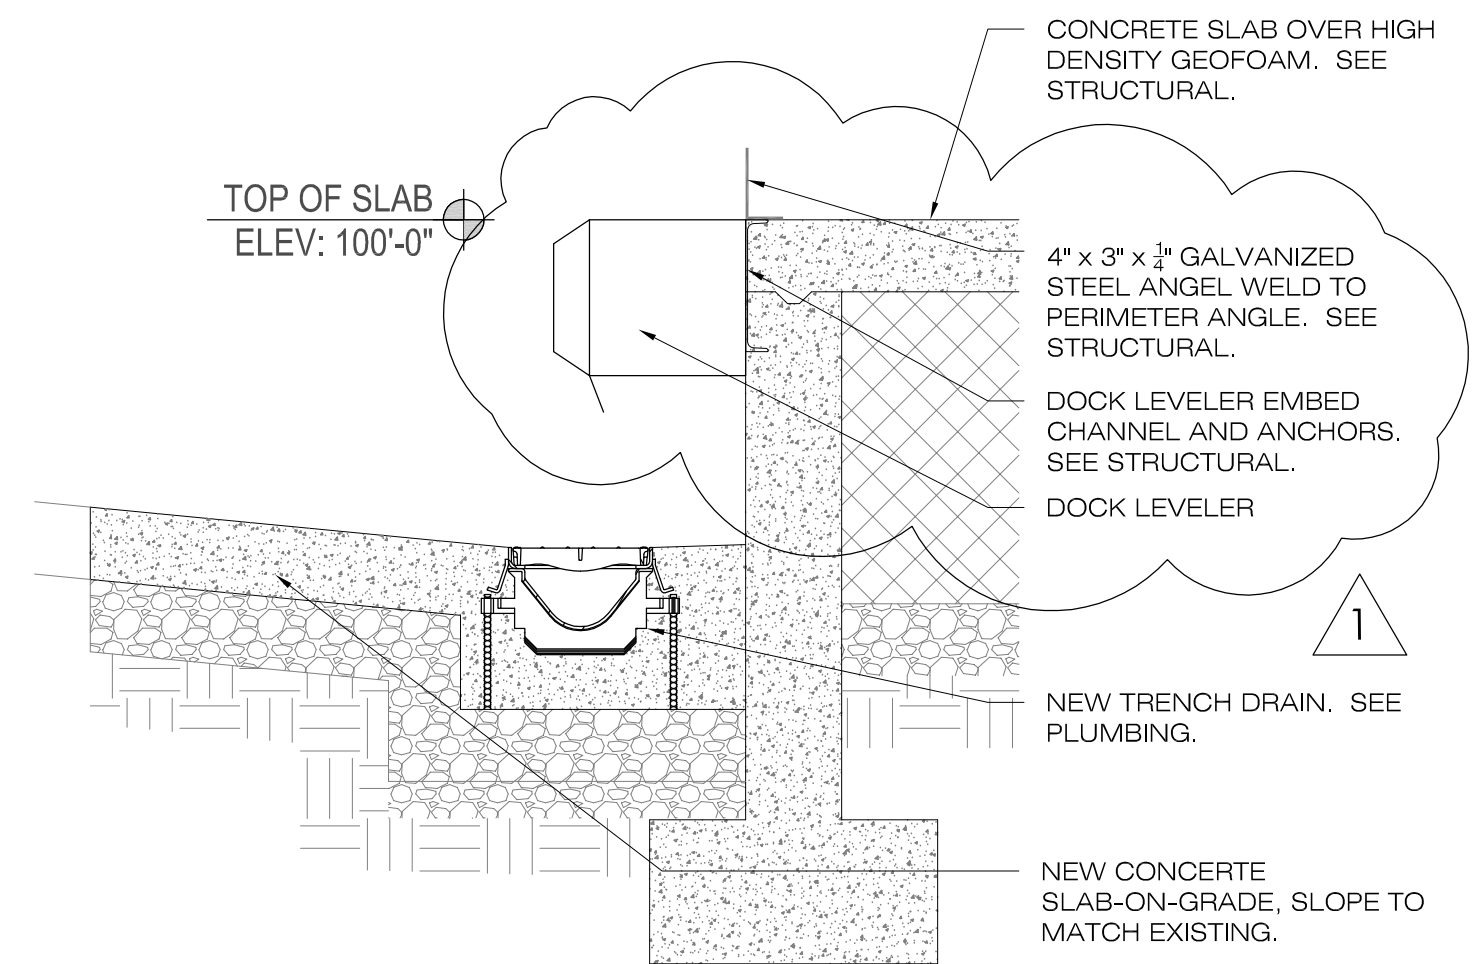 CONCRETE SLAB OVER HIGH
DENSITY GEOFOAM. SEE
STRUCTURAL.
TOP OF SLAB
ELEV: 100'-0"
4" x 3" x 1/4" GALVANIZED
STEEL ANGEL WELD TO
PERIMETER ANGLE. SEE
STRUCTURAL.
DOCK LEVELER EMBED
CHANNEL AND ANCHORS.
SEE STRUCTURAL.
DOCK LEVELER
1
NEW TRENCH DRAIN. SEE
PLUMBING.
NEW CONCERTE
SLAB-ON-GRADE, SLOPE TO
MATCH EXISTING.